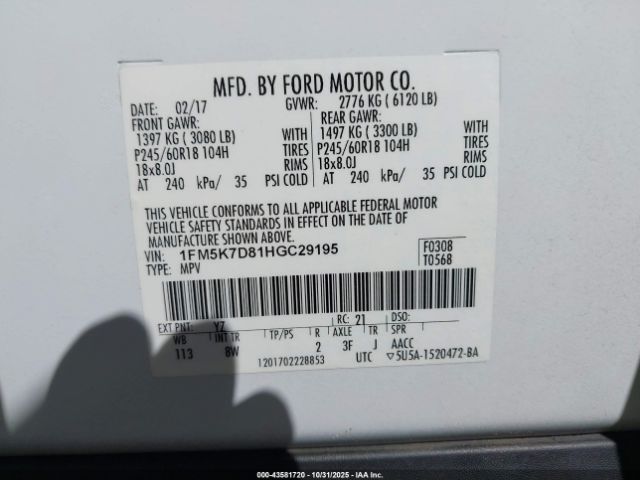 MFD. BY FORD MOTOR CO.
DATE: 02/17 GVWR: 2776 KG ( 6120 LB)
FRONT GAWR: REAR GAWR:
1397 KG ( 3080 LB) WITH 1497 KG ( 3300 LB) WITH
P245/60R18 104H TIRES P245/60R18 104H TIRES
18x8.0J RIMS 18x8.0J RIMS
AT 240 kPa/ 35 PSI COLD AT 240 kPa/ 35 PSI COLD
THIS VEHICLE CONFORMS TO ALL APPLICABLE FEDERAL MOTOR
VEHICLE SAFETY STANDARDS IN EFFECT ON THE DATE OF
MANUFACTURE SHOWN ABOVE.
VIN: 1FM5K7D81HGC29195 F0308
TYPE: MPV T0568
EXT PNT: YZ RC: 21 DSO:
WB INT TR TP/PS R AXLE TR SPR
113 8W 2 3F J AACC
1201702228853 UTC ▽5U5A-1520472-BA
000-43581720 - 10/31/2025 - IAAI.com